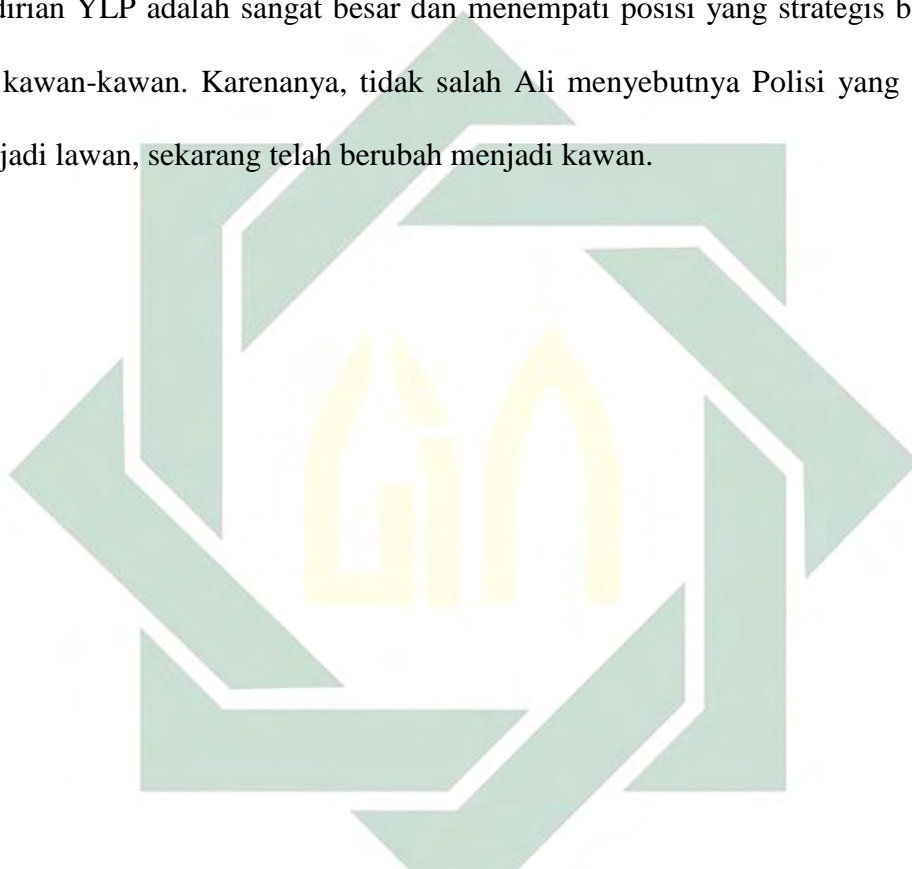 dirian YLP adalah sangat besar dan menempati posisi yang strategis b
kawan-kawan. Karenanya, tidak salah Ali menyebutnya Polisi yang
jadi lawan, sekarang telah berubah menjadi kawan.